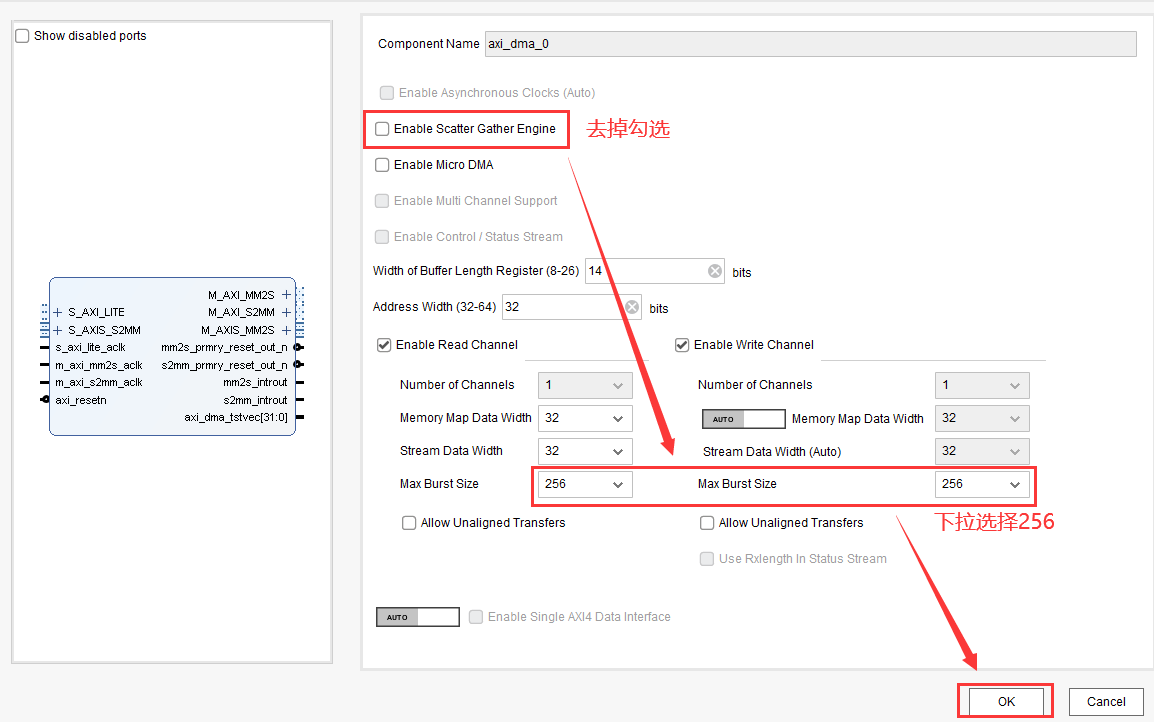 Show disabled ports
S_AXI_LITE
S_AXIS_S2MM
s_axi_lite_aclk
m_axi_mm2s_aclk
m_axi_s2mm_aclk
axi_resetn
M_AXI_MM2S
M_AXI_S2MM
M_AXIS_MM2S
mm2s_prmry_reset_out_n
s2mm_prmry_reset_out_n
mm2s_introut
s2mm_introut
axi_dma_tstvec[31:0]
Component Name axi_dma_0
Enable Asynchronous Clocks (Auto)
Enable Scatter Gather Engine 去掉勾选
Enable Micro DMA
Enable Multi Channel Support
Enable Control / Status Stream
Width of Buffer Length Register (8-26) 14 bits
Address Width (32-64) 32 bits
Enable Read Channel
Number of Channels 1
Memory Map Data Width 32
Stream Data Width 32
Max Burst Size 256
Allow Unaligned Transfers
Enable Write Channel
Number of Channels 1
AUTO Memory Map Data Width 32
Stream Data Width (Auto) 32
Max Burst Size 256
下拉选择256
Allow Unaligned Transfers
Use Rxlength In Status Stream
AUTO Enable Single AXI4 Data Interface
OK Cancel